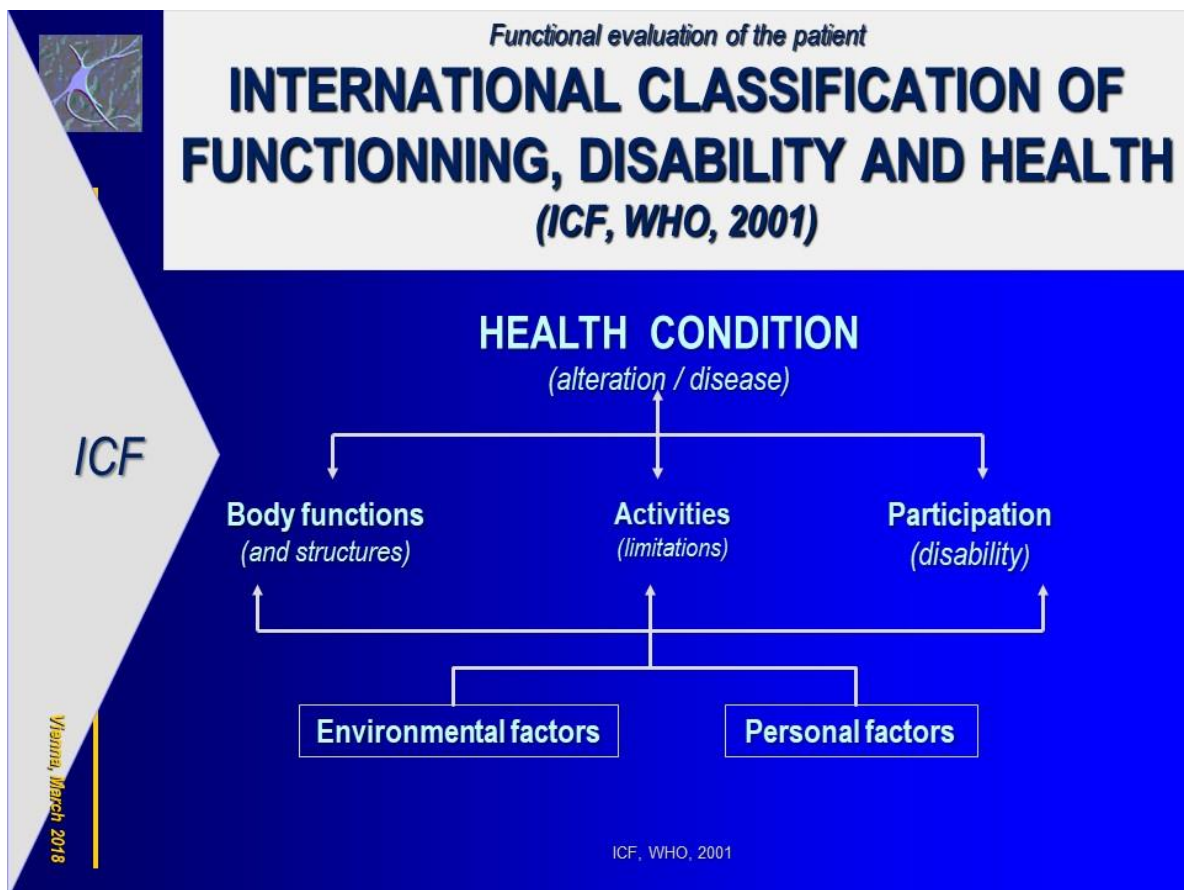 Functional evaluation of the patient
INTERNATIONAL CLASSIFICATION OF
FUNCTIONNING, DISABILITY AND HEALTH
(ICF, WHO, 2001)
HEALTH CONDITION
(alteration / disease)
ICF
Body functions
(and structures)
Activities
(limitations)
Participation
(disability)
Environmental factors
Personal factors
Vienna, March 2018
ICF, WHO, 2001